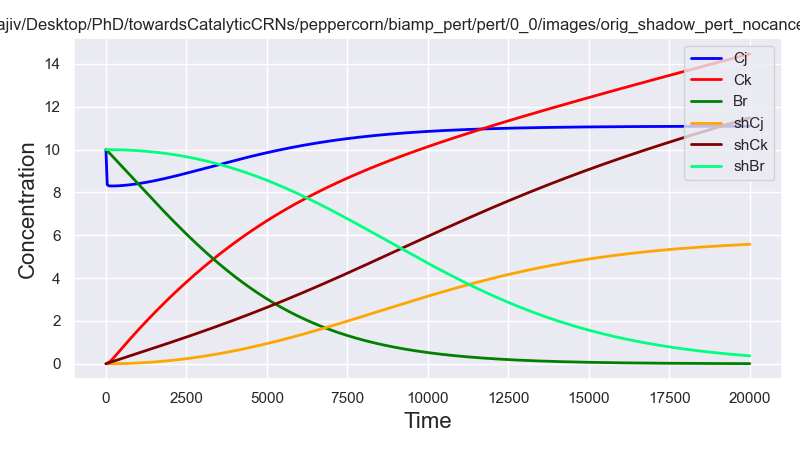 ajiv/Desktop/PhD/towardsCatalyticCRNs/peppercorn/biamp_pert/pert/0_0/images/orig_shadow_pert_nocance
Concentration
14
12
10
8
6
4
2
0
Cj
Ck
Br
shCj
shCk
shBr
0 2500 5000 7500 10000 12500 15000 17500 20000
Time